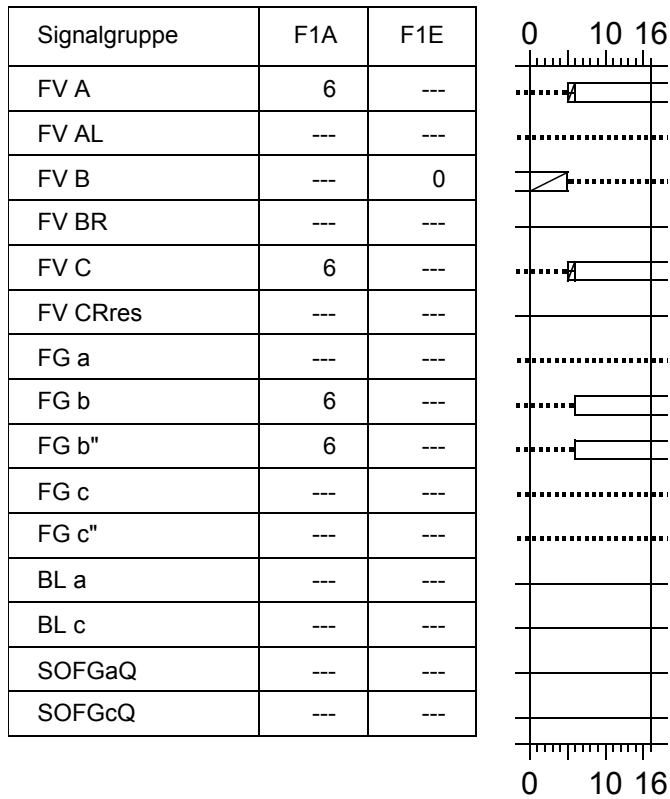 Signalgruppe F1A F1E 0 10 16
FV A 6 ---
FV AL --- ---
FV B --- 0
FV BR --- ---
FV C 6 ---
FV CRres --- ---
FG a --- ---
FG b 6 ---
FG b" 6 ---
FG c --- ---
FG c" --- ---
BL a --- ---
BL c --- ---
SOFGaQ --- ---
SOFGcQ --- ---
0 10 16